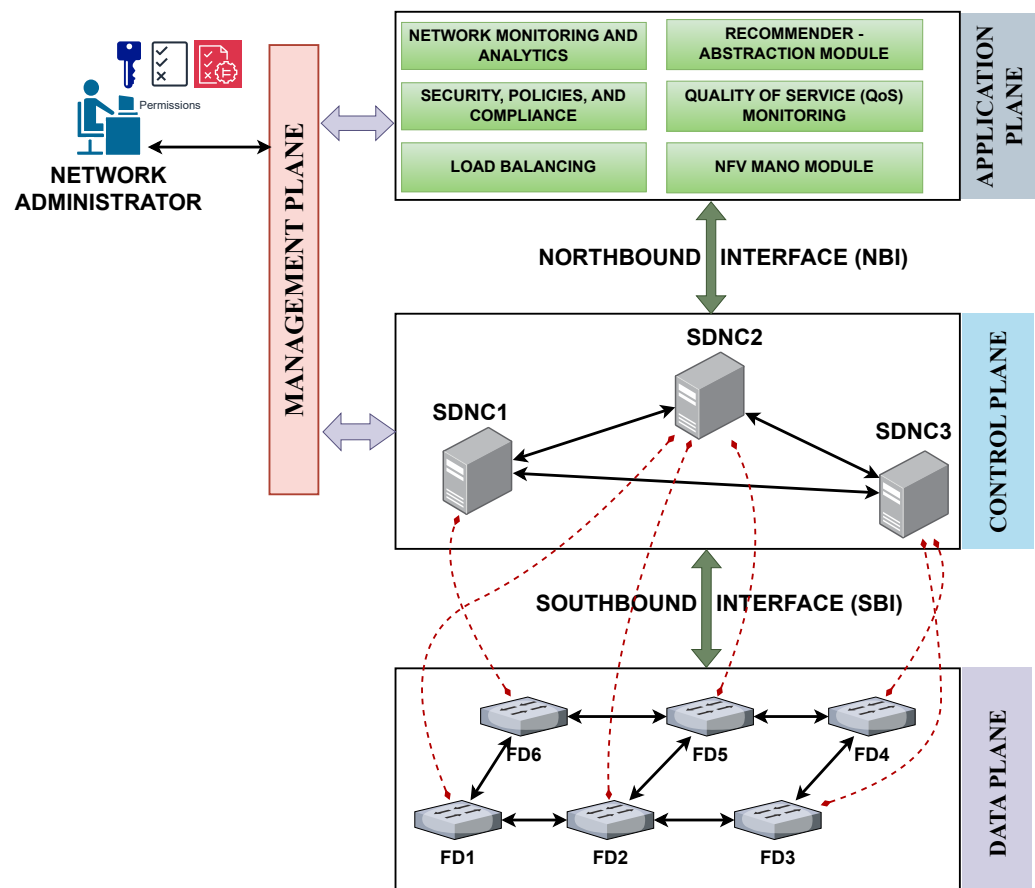 Permissions
NETWORK
ADMINISTRATOR
MANAGEMENT PLANE
NETWORK MONITORING AND
ANALYTICS
RECOMMENDER -
ABSTRACTION MODULE
SECURITY, POLICIES, AND
COMPLIANCE
QUALITY OF SERVICE (QoS)
MONITORING
LOAD BALANCING
NFV MANO MODULE
APPLICATION
PLANE
NORTHBOUND INTERFACE (NBI)
SDNC2
SDNC1
SDNC3
CONTROL PLANE
SOUTHBOUND INTERFACE (SBI)
FD6
FD5
FD4
FD1
FD2
FD3
DATA PLANE